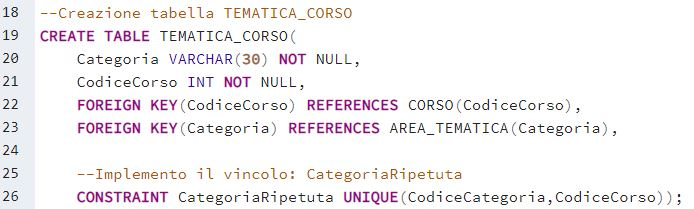 18 --Creazione tabella TEMATICA_CORSO
19 CREATE TABLE TEMATICA_CORSO(
20 Categoria VARCHAR(30) NOT NULL,
21 CodiceCorso INT NOT NULL,
22 FOREIGN KEY(CodiceCorso) REFERENCES CORSO(CodiceCorso),
23 FOREIGN KEY(Categoria) REFERENCES AREA_TEMATICA(Categoria),
24
25 --Implemento il vincolo: CategoriaRipetuta
26 CONSTRAINT CategoriaRipetuta UNIQUE(CodiceCategoria,CodiceCorso));